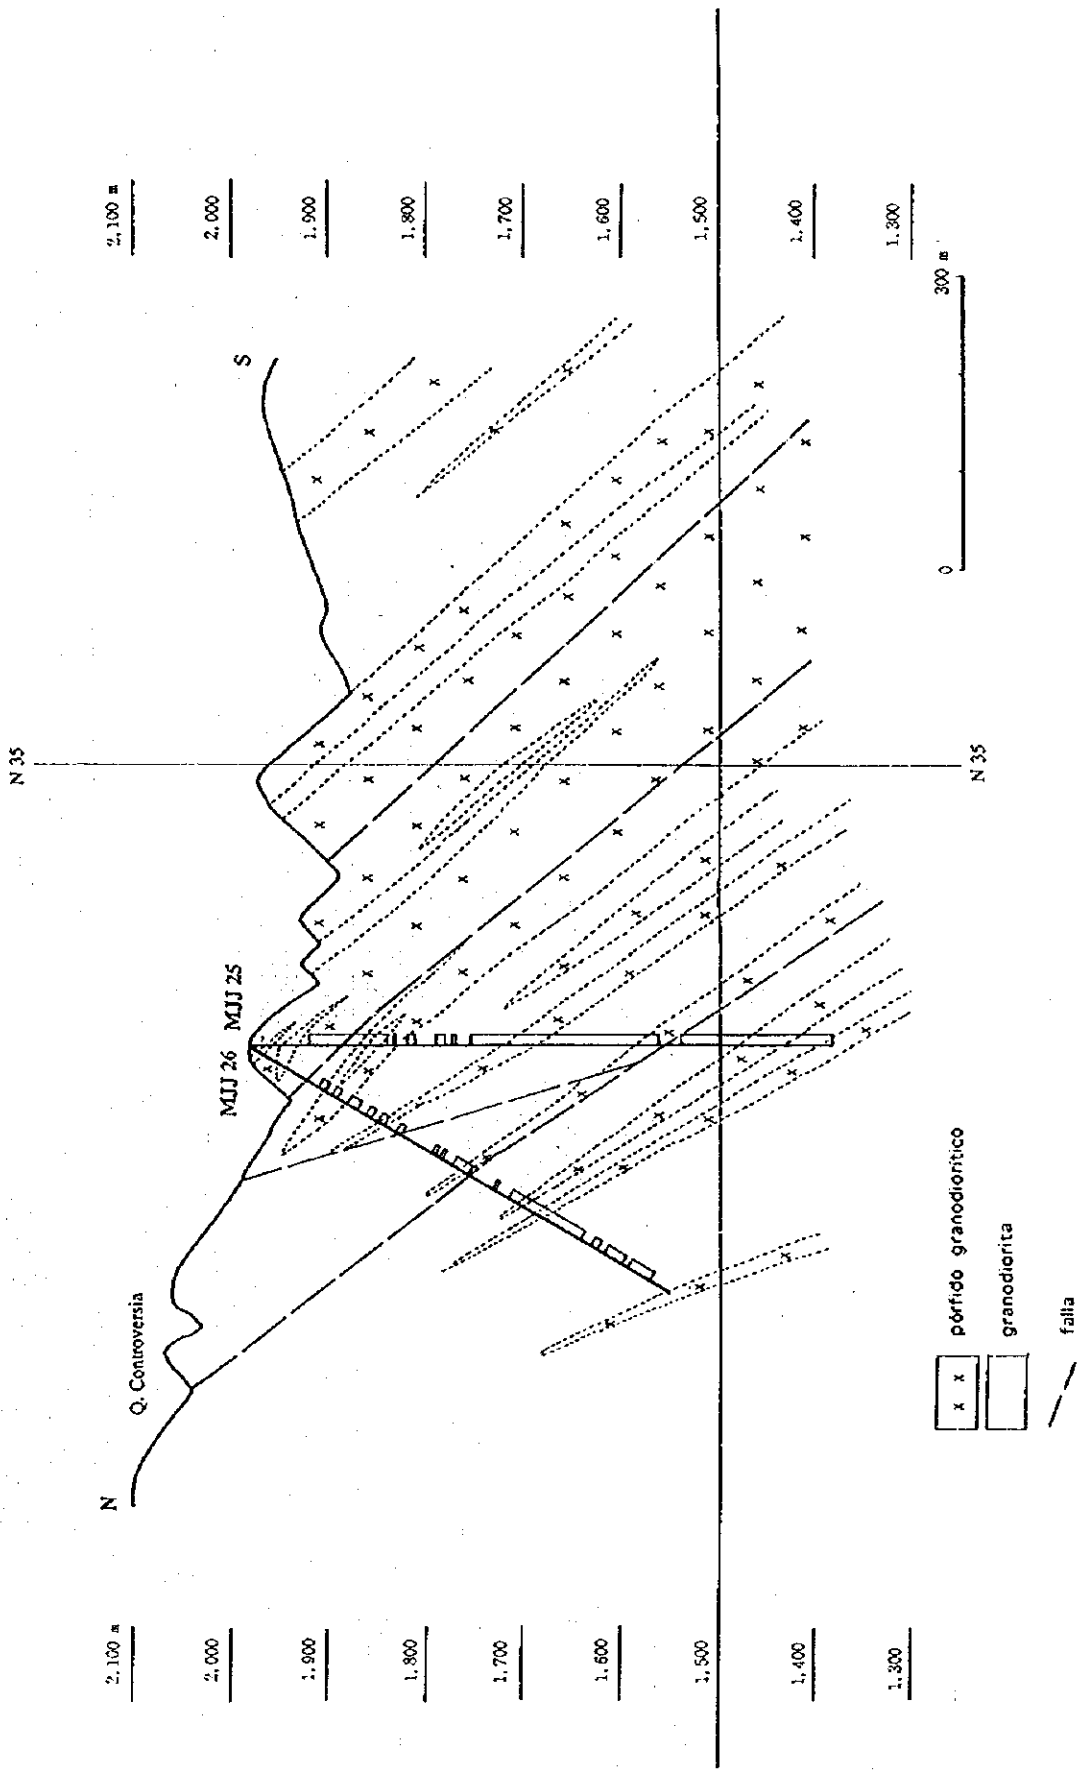 N
Q. Controversia
MJJ 26
MJJ 25
N 35
S
2,100 m
2,000
1,900
1,800
1,700
1,600
1,500
1,400
1,300
2,100 m
2,000
1,900
1,800
1,700
1,600
1,500
1,400
1.300
N 35
0
300 m
x x pórfido granodiorítico
granodiorita
falla